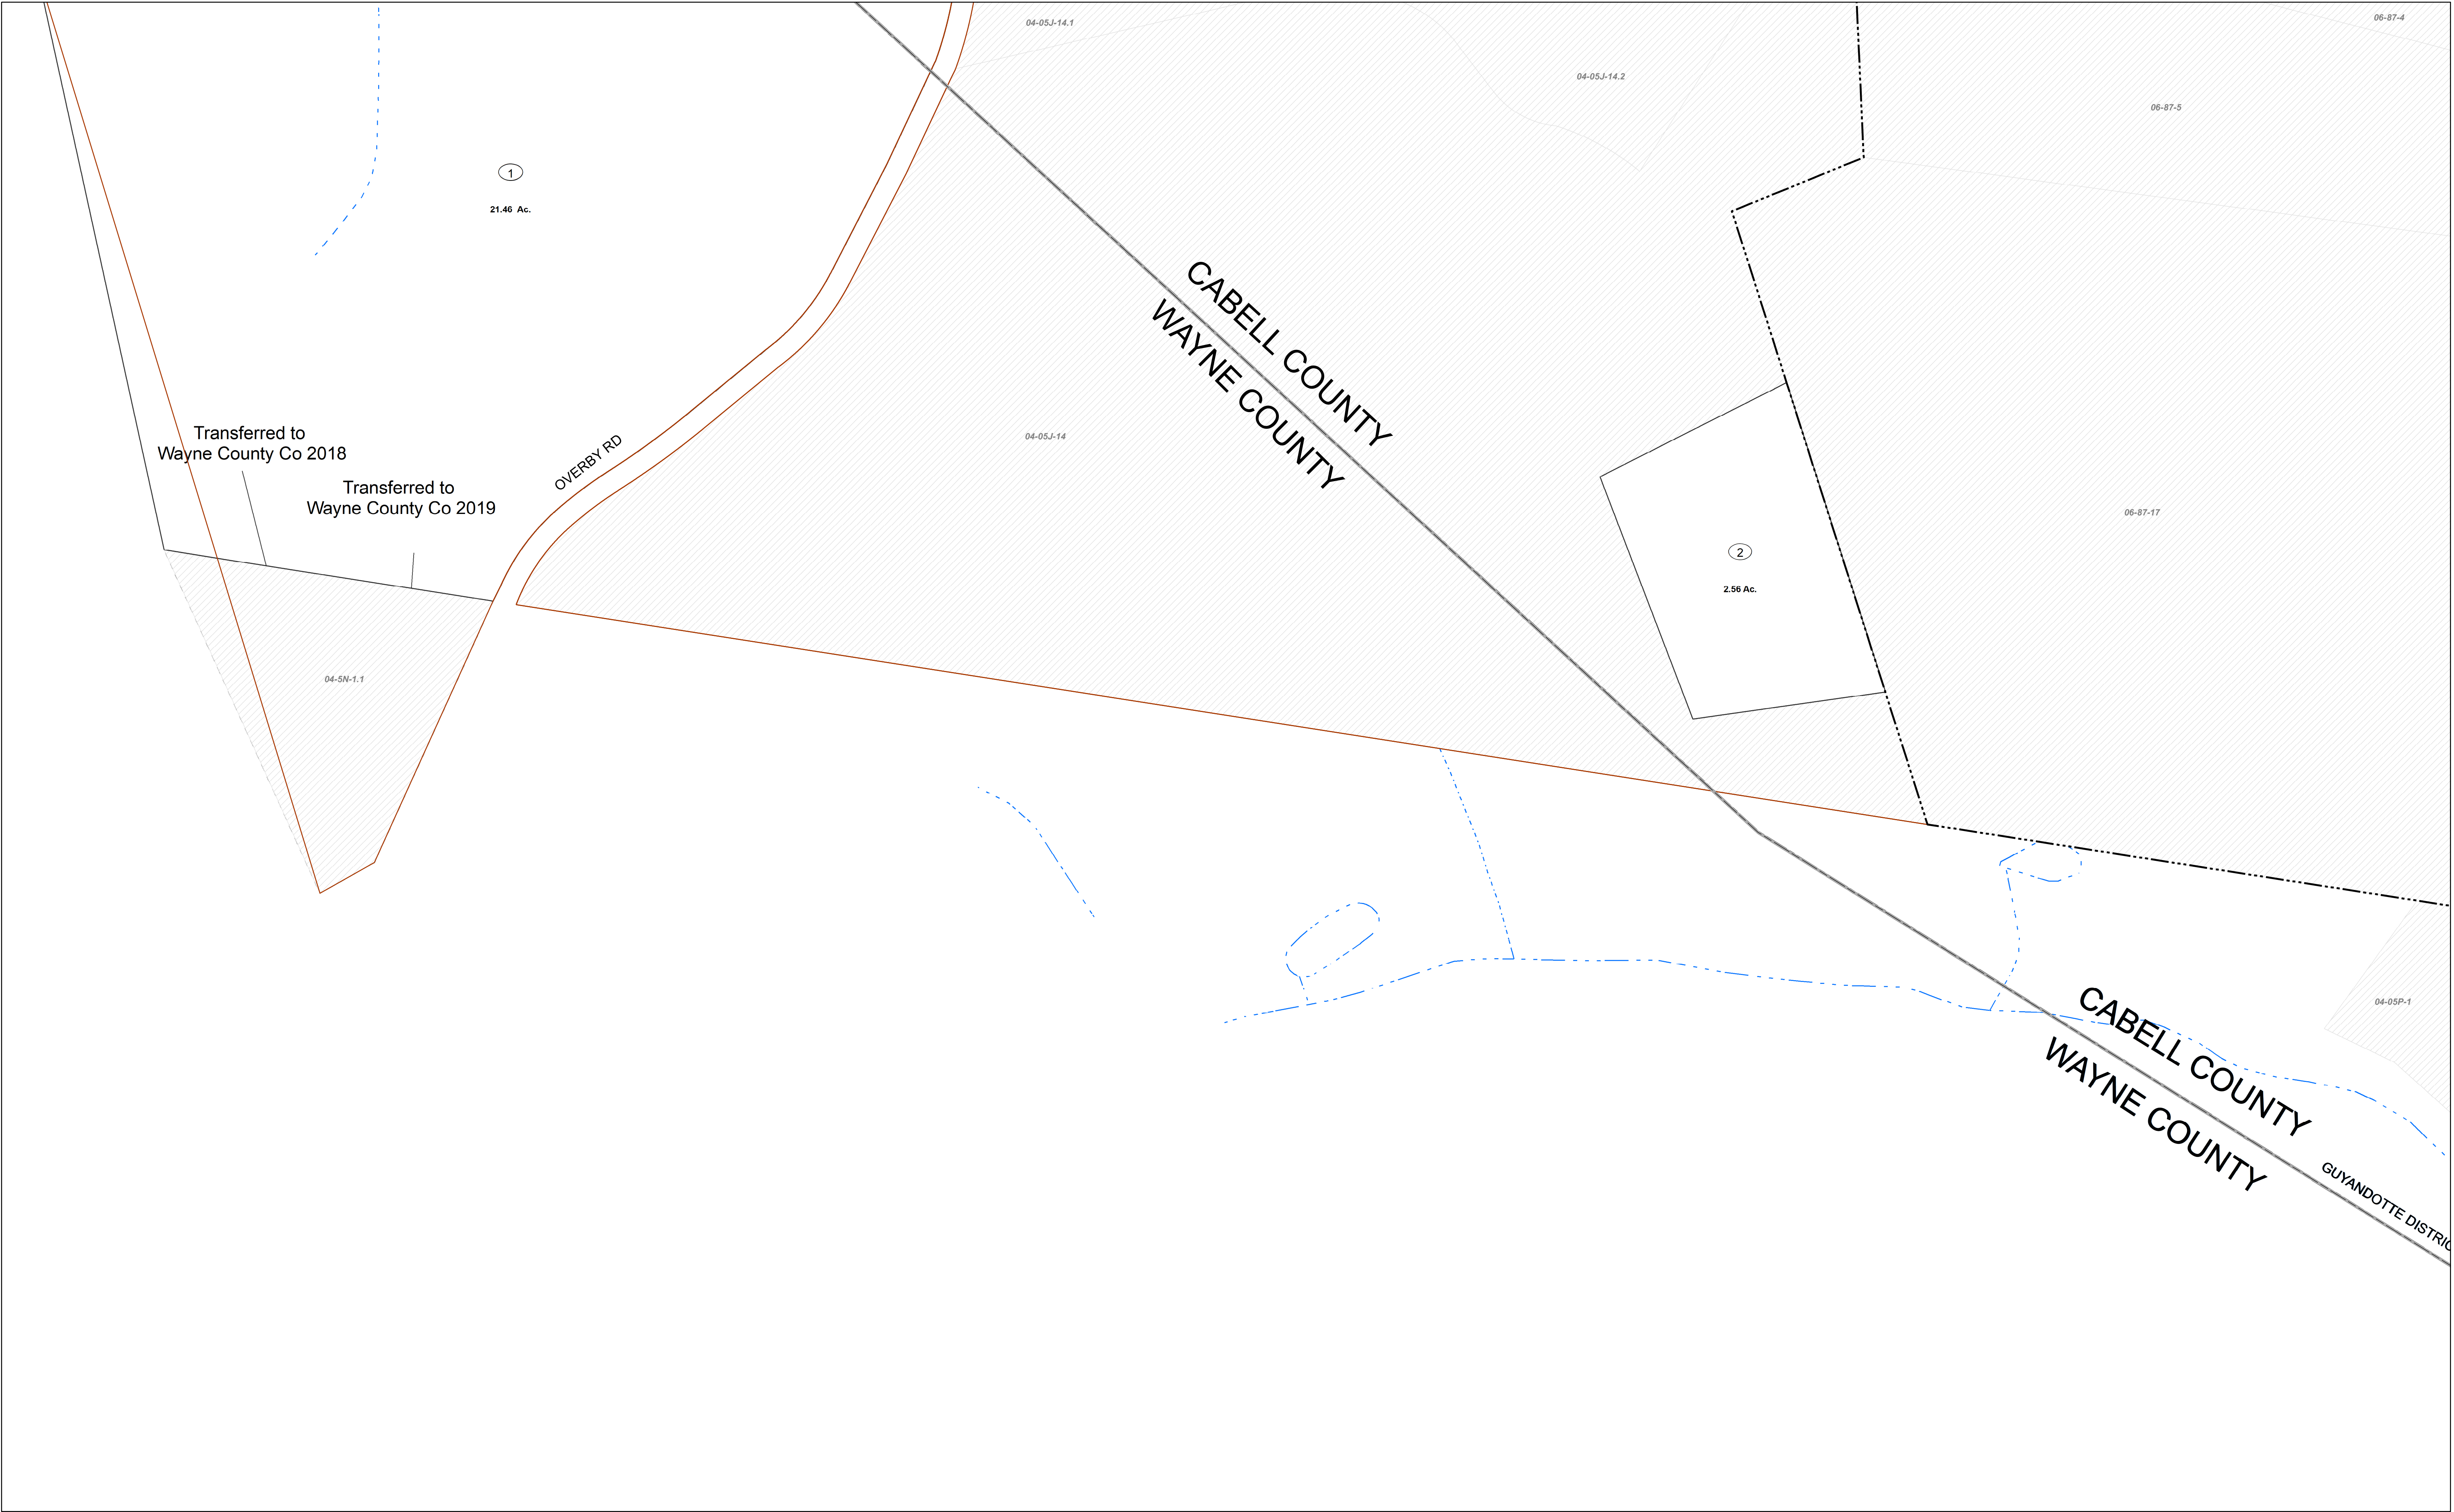 04-05J-14.1
06-87-4
04-05J-14.2
06-87-5
1
21.46 Ac.
CABELL COUNTY
WAYNE COUNTY
Transferred to
Wayne County Co 2018
Transferred to
Wayne County Co 2019
OVERBY RD
04-05J-14
06-87-17
2
2.56 Ac.
04-5N-1.1
04-05P-1
CABELL COUNTY
WAYNE COUNTY
GUYANDOTTE DISTRIC